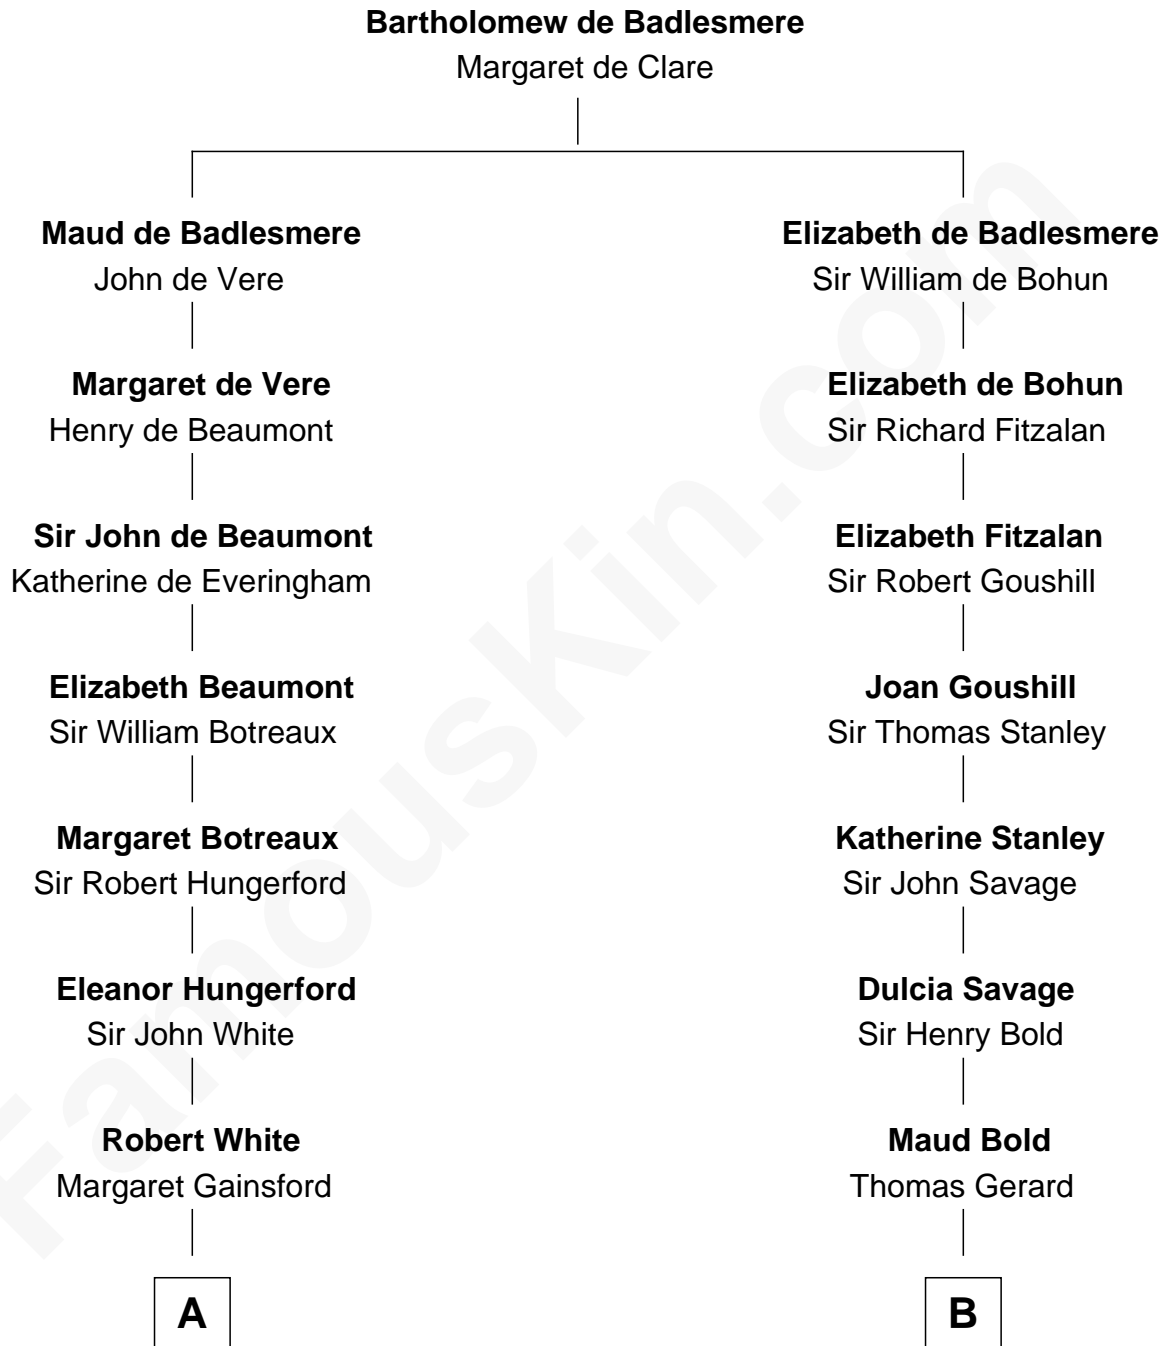 Bartholomew de Badlesmere
Margaret de Clare
Maud de Badlesmere
John de Vere
Elizabeth de Badlesmere
Sir William de Bohun
Margaret de Vere
Henry de Beaumont
Elizabeth de Bohun
Sir Richard Fitzalan
Sir John de Beaumont
Katherine de Everingham
Elizabeth Fitzalan
Sir Robert Goushill
Elizabeth Beaumont
Sir William Botreaux
Joan Goushill
Sir Thomas Stanley
Margaret Botreaux
Sir Robert Hungerford
Katherine Stanley
Sir John Savage
Eleanor Hungerford
Sir John White
Dulcia Savage
Sir Henry Bold
Robert White
Margaret Gainsford
Maud Bold
Thomas Gerard
A
B
FamousKin.com